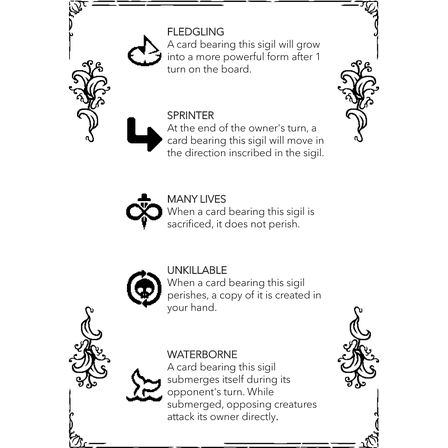 FLEDGLING
A card bearing this sigil will grow
into a more powerful form after 1
turn on the board.
SPRINTER
At the end of the owner's turn, a
card bearing this sigil will move in
the direction inscribed in the sigil.
MANY LIVES
When a card bearing this sigil is
sacrificed, it does not perish.
UNKILLABLE
When a card bearing this sigil
perishes, a copy of it is created in
your hand.
WATERBORNE
A card bearing this sigil
submerges itself during its
opponent's turn. While
submerged, opposing creatures
attack its owner directly.